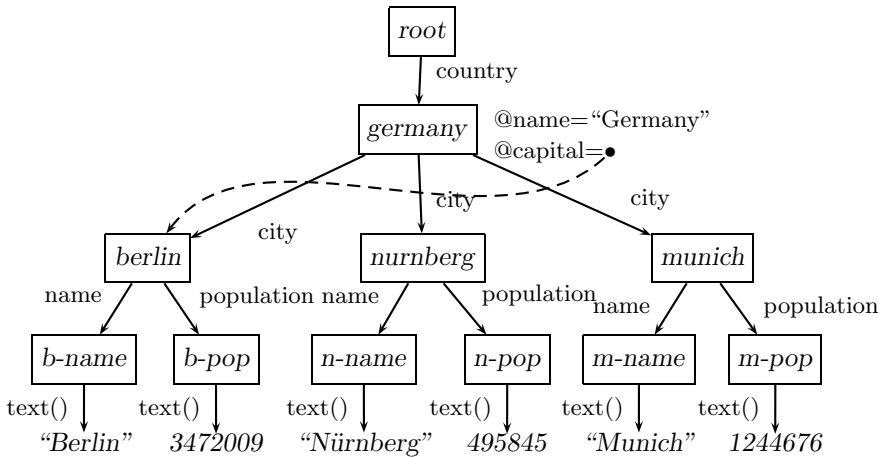 root
country
germany
@name=“Germany”
@capital=
city
city
city
berlin
nurnberg
munich
name
population
name
population
name
population
b-name
b-pop
n-name
n-pop
m-name
m-pop
text()
text()
text()
text()
text()
text()
“Berlin”
3472009
“Nürnberg”
495845
“Munich”
1244676